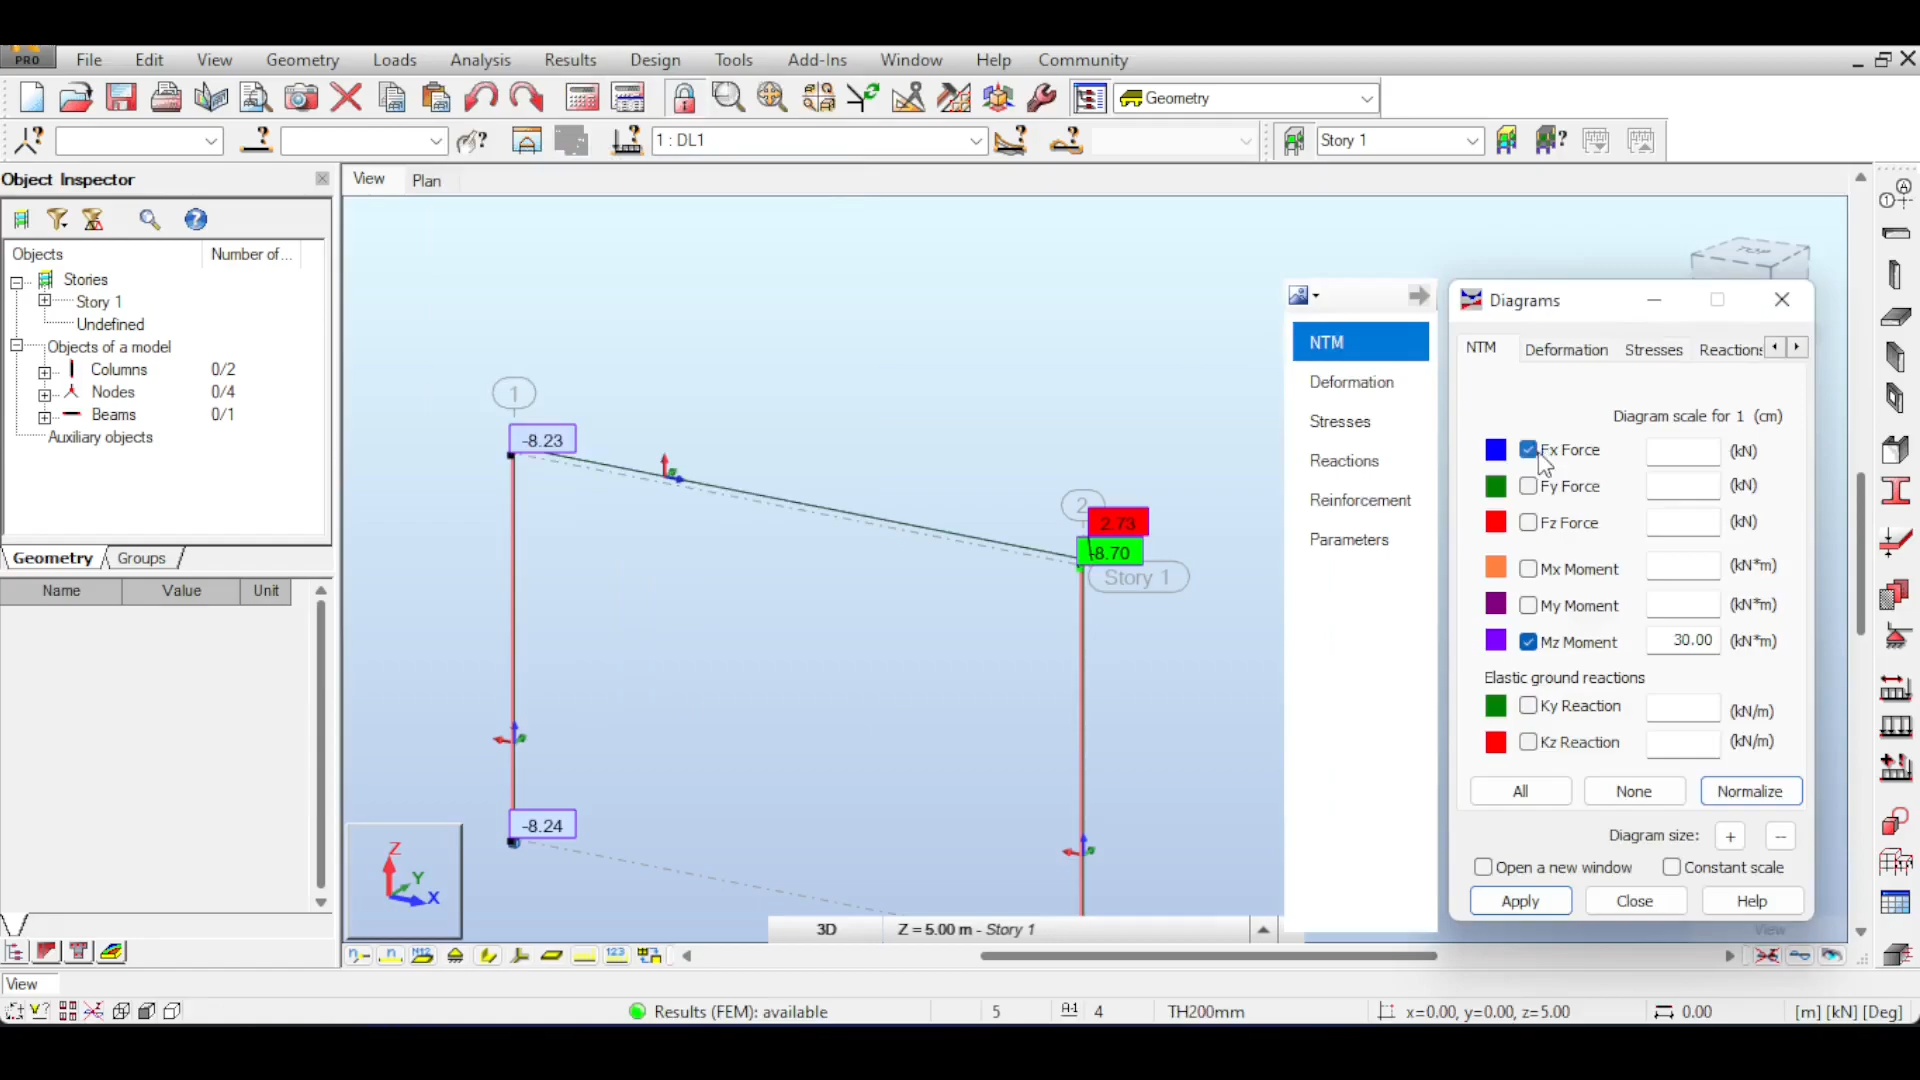 PRO File Edit View Geometry Loads Analysis Results Design Tools Add-Ins Window Help Community
Geometry
1 : DL1
Story 1
Object Inspector
View Plan
Objects Number of...
Stories
Story 1
Undefined
Objects of a model
Columns 0/2
Nodes 0/4
Beams 0/1
Auxiliary objects
Geometry Groups
Name Value Unit
1
-8.23
2
2.73
-8.70
Story 1
-8.24
Z
Y
X
TOP
NTM
Deformation
Stresses
Reactions
Reinforcement
Parameters
Diagrams
NTM Deformation Stresses Reactions
Diagram scale for 1 (cm)
Fx Force (kN)
Fy Force (kN)
Fz Force (kN)
Mx Moment (kN*m)
My Moment (kN*m)
Mz Moment 30.00 (kN*m)
Elastic ground reactions
Ky Reaction (kN/m)
Kz Reaction (kN/m)
All None Normalize
Diagram size: + --
Open a new window Constant scale
Apply Close Help
View
3D Z = 5.00 m - Story 1
View
Results (FEM): available 5 4 TH200mm x=0.00, y=0.00, z=5.00 0.00 [m] [kN] [Deg]